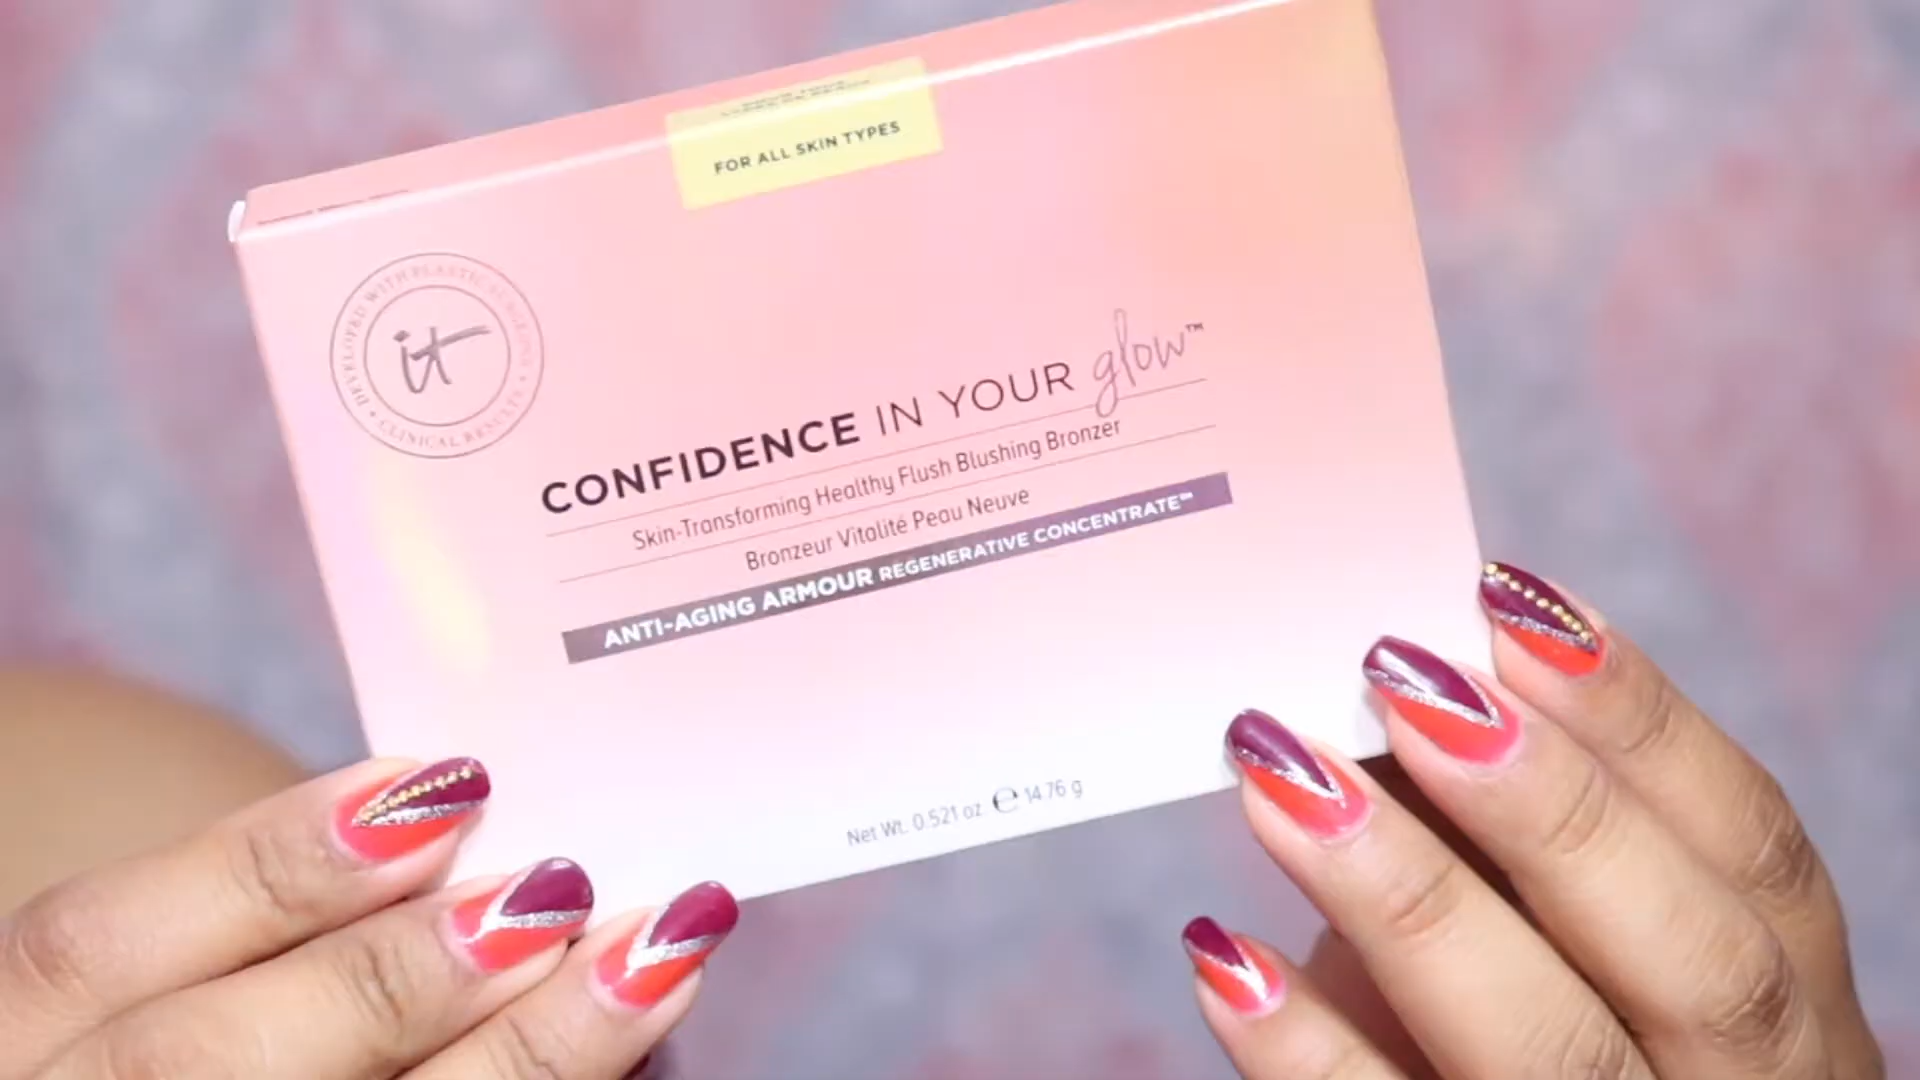 FOR ALL SKIN TYPES
DEVELOPED WITH PLASTIC SURGEONS • CLINICAL RESULTS •
it
CONFIDENCE IN YOUR glow™
Skin-Transforming Healthy Flush Blushing Bronzer
Bronzeur Vitalité Peau Neuve
ANTI-AGING ARMOUR REGENERATIVE CONCENTRATE℠
Net Wt. 0.521 oz. ℮ 14.76 g